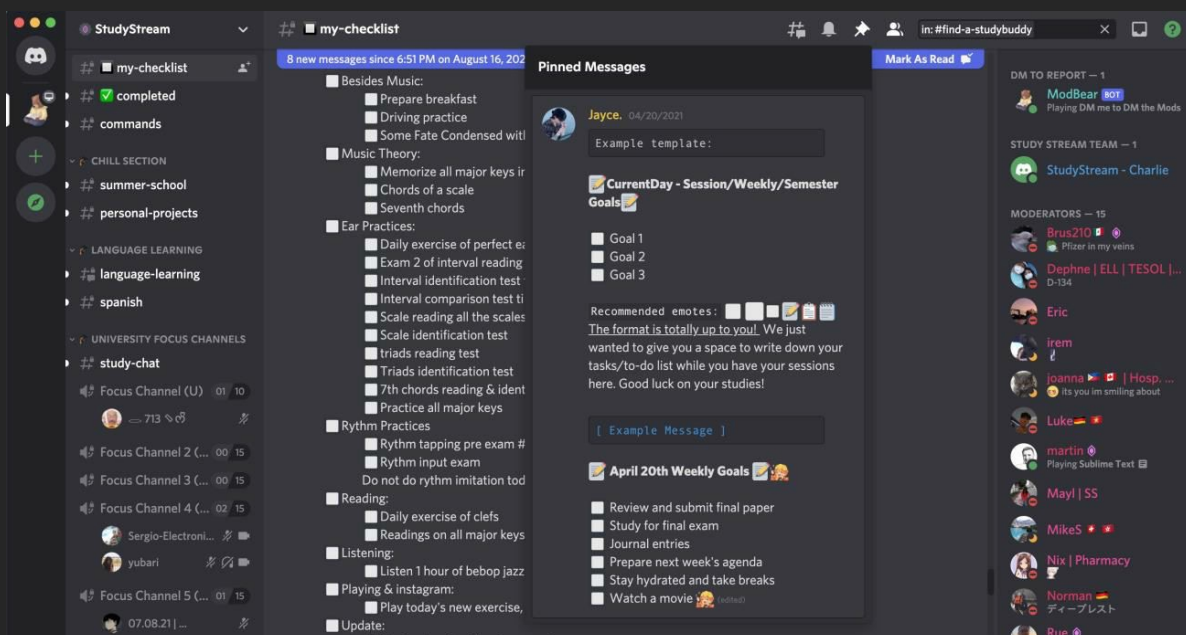 StudyStream
my-checklist
in: #find-a-studybuddy
my-checklist
completed
commands
CHILL SECTION
summer-school
personal-projects
LANGUAGE LEARNING
language-learning
spanish
UNIVERSITY FOCUS CHANNELS
study-chat
Focus Channel (U) 01 10
713
Focus Channel 2 (... 00 15
Focus Channel 3 (... 00 15
Focus Channel 4 (... 02 15
Sergio-Electroni...
yubari
Focus Channel 5 (... 01 15
07.08.21 |...
8 new messages since 6:51 PM on August 16, 202
Mark As Read
Besides Music:
Prepare breakfast
Driving practice
Some Fate Condensed with
Music Theory:
Memorize all major keys in
Chords of a scale
Seventh chords
Ear Practices:
Daily exercise of perfect ea
Exam 2 of interval reading
Interval identification test
Interval comparison test ti
Scale reading all the scales
Scale identification test
triads reading test
Triads identification test
7th chords reading & ident
Practice all major keys
Rythm Practices
Rythm tapping pre exam #
Rythm input exam
Do not do rythm imitation tod
Reading:
Daily exercise of clefs
Readings on all major keys
Listening:
Listen 1 hour of bebop jazz
Playing & instagram:
Play today's new exercise,
Update:
Pinned Messages
Jayce. 04/20/2021
Example template:
CurrentDay - Session/Weekly/Semester
Goals
Goal 1
Goal 2
Goal 3
Recommended emotes:
The format is totally up to you! We just
wanted to give you a space to write down your
tasks/to-do list while you have your sessions
here. Good luck on your studies!
[ Example Message ]
April 20th Weekly Goals
Review and submit final paper
Study for final exam
Journal entries
Prepare next week's agenda
Stay hydrated and take breaks
Watch a movie (edited)
DM TO REPORT — 1
ModBear BOT
Playing DM me to DM the Mods
STUDY STREAM TEAM — 1
StudyStream - Charlie
MODERATORS — 15
Brus210
Pfizer in my veins
Dephne | ELL | TESOL |...
D-134
Eric
irem
joanna | Hosp. ...
its you im smiling about
Luke
martin
Playing Sublime Text
Mayl | SS
MikeS
Nix | Pharmacy
Norman
ディープレスト
Rue